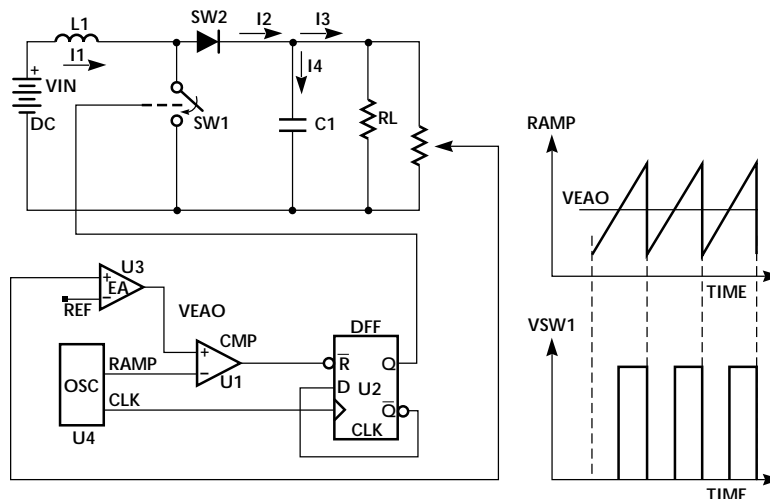 L1
SW2
I2
I3
I1
I4
+
VIN
DC
SW1
C1
RL
RAMP
VEAO
TIME
U3
+
EA
−
REF
VEAO
CMP
+
−
U1
DFF
R
Q
D
U2
Q
CLK
OSC
RAMP
CLK
U4
VSW1
TIME